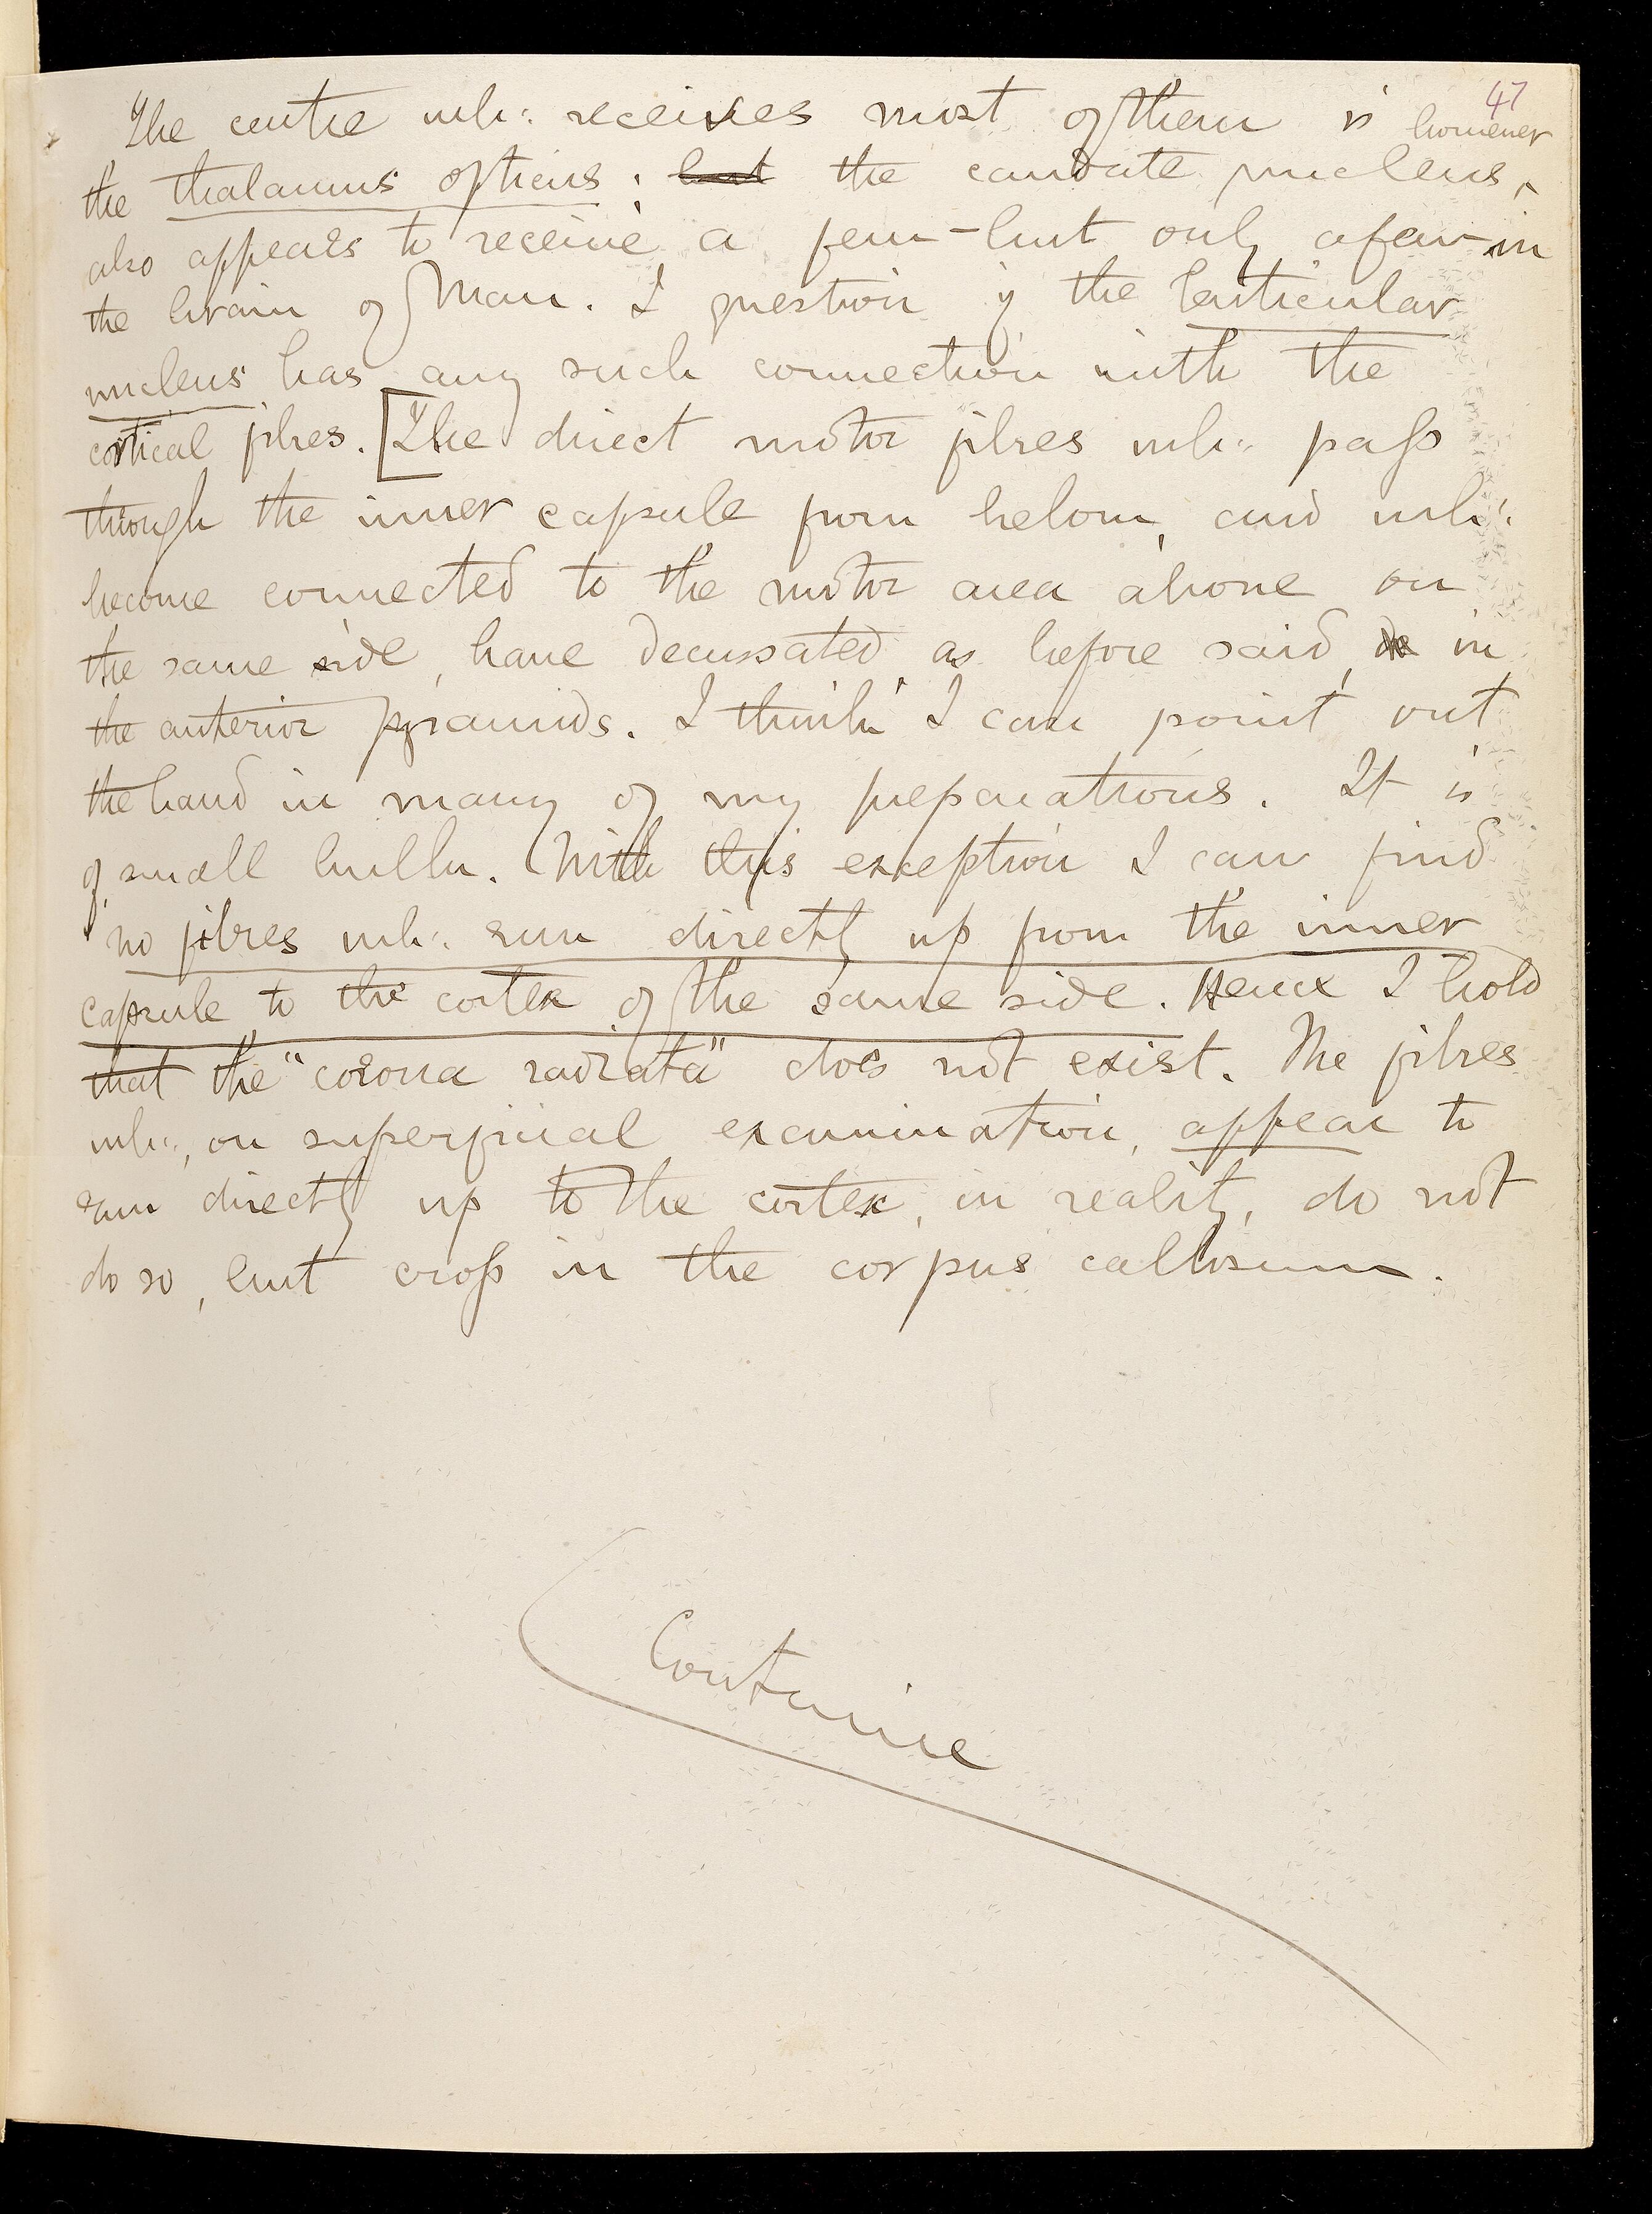 47
The centre wh: receives most of them is
however
the thalamus opticus; but the caudate nucleus,
also appears to receive a few – but only a few – in
the brain of Man. I question if the lenticular
nucleus has any such connection with the
cortical fibres. [The direct motor fibres wh: pass
through the inner capsule from below, and wh:
become connected to the motor area above on
the same side, have decussated as before said, in
the anterior pyramids. I think I can point out
the band in many of my preparations. It is
of small bulk. With this exception I can find
no fibres wh: run directly up from the inner
capsule to the cortex of the same side. Hence I hold
that the "corona radiata" does not exist. The fibres
wh:, on superficial examination, appear to
run directly up to the cortex, in reality, do not
do so, but cross in the corpus callosum.
Continue